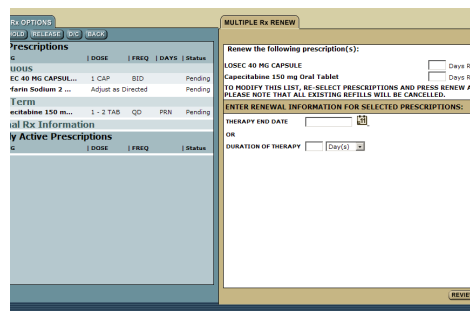 Rx OPTIONS
HOLD RELEASE D/C BACK
Prescriptions
G | DOSE | FREQ | DAYS | Status
uous
EC 40 MG CAPSUL... 1 CAP BID Pending
farin Sodium 2 ... Adjust as Directed Pending
Term
ecitabine 150 m... 1 - 2 TAB QD PRN Pending
al Rx Information
ly Active Prescriptions
G | DOSE | FREQ | Status
MULTIPLE Rx RENEW
Renew the following prescription(s):
LOSEC 40 MG CAPSULE Days R
Capecitabine 150 mg Oral Tablet Days R
TO MODIFY THIS LIST, RE-SELECT PRESCRIPTIONS AND PRESS RENEW A
PLEASE NOTE THAT ALL EXISTING REFILLS WILL BE CANCELLED.
ENTER RENEWAL INFORMATION FOR SELECTED PRESCRIPTIONS:
THERAPY END DATE
OR
DURATION OF THERAPY Day(s)
REVIE